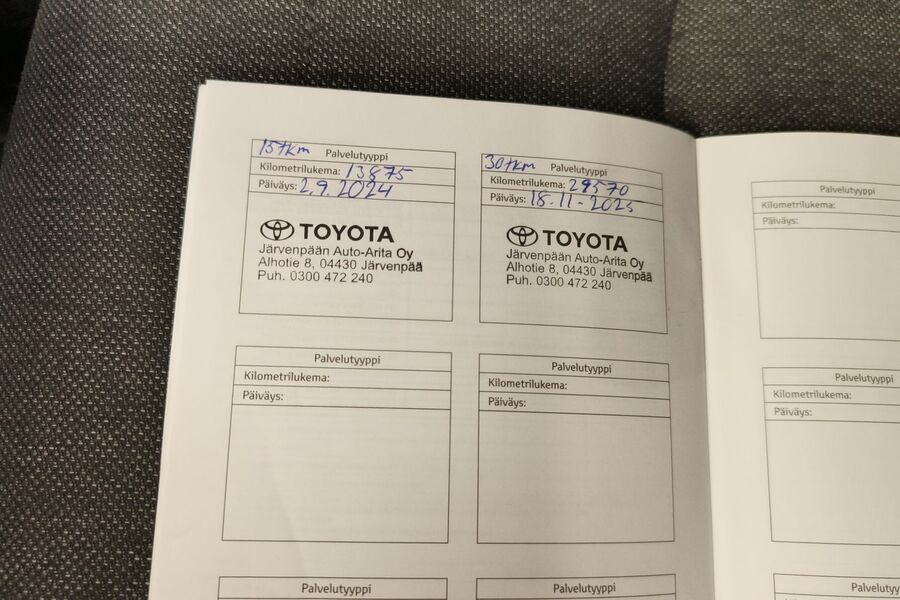 15tkm Palvelutyyppi
Kilometrilukema: 13875
Päiväys: 2.9.2024
TOYOTA
Järvenpään Auto-Arita Oy
Alhotie 8, 04430 Järvenpää
Puh. 0300 472 240
30tkm Palvelutyyppi
Kilometrilukema: 29570
Päiväys: 18.11-2025
TOYOTA
Järvenpään Auto-Arita Oy
Alhotie 8, 04430 Järvenpää
Puh. 0300 472 240
Palvelutyyppi
Kilometrilukema:
Päiväys:
Palvelutyyppi
Kilometrilukema:
Päiväys:
Palvelutyyppi
Kilometrilukema:
Päiväys:
Palvelutyyppi
Kilometrilukema:
Päiväys:
Palvelutyyppi
Palvelutyyppi
Palvelutyyp